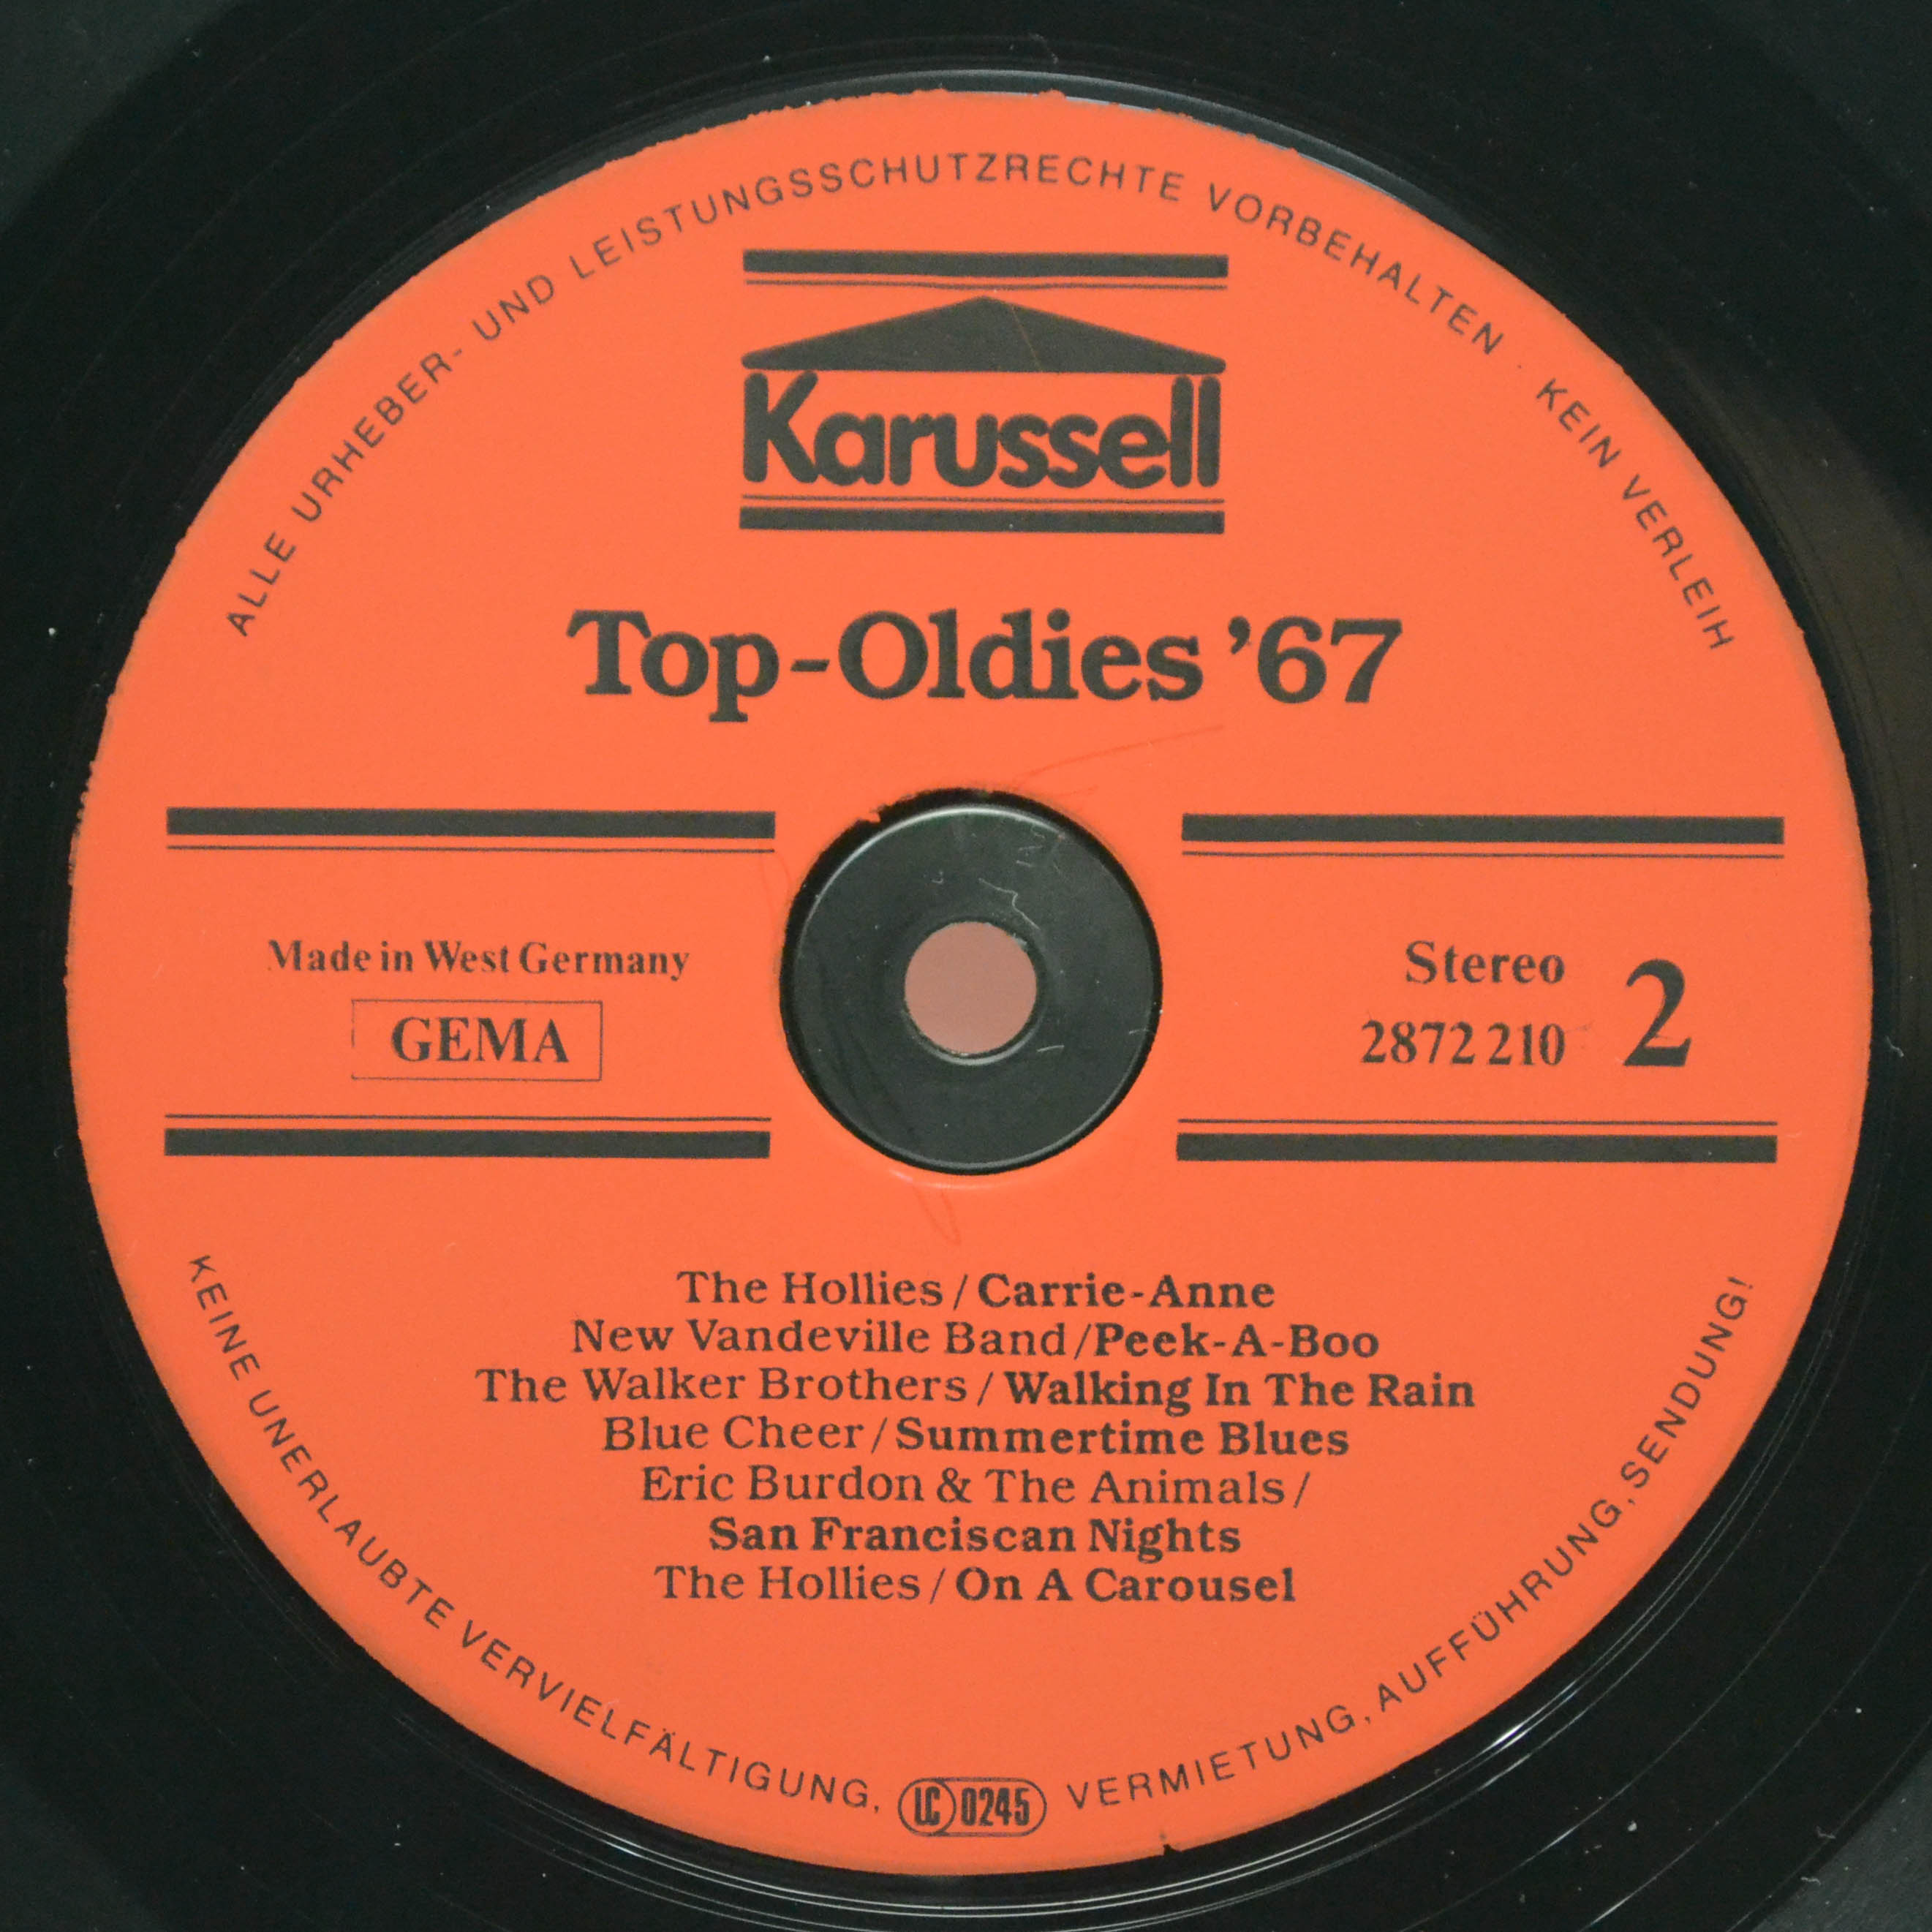 ALLE URHEBER- UND LEISTUNGSSCHUTZRECHTE VORBEHALTEN · KEIN VERLEIH
Karussell
Top-Oldies ’67
Made in West Germany
GEMA
Stereo
2872 210
2
The Hollies / Carrie-Anne
New Vandeville Band / Peek-A-Boo
The Walker Brothers / Walking In The Rain
Blue Cheer / Summertime Blues
Eric Burdon & The Animals /
San Franciscan Nights
The Hollies / On A Carousel
KEINE UNERLAUBTE VERVIELFÄLTIGUNG, LC 0245 VERMIETUNG, AUFFÜHRUNG, SENDUNG!